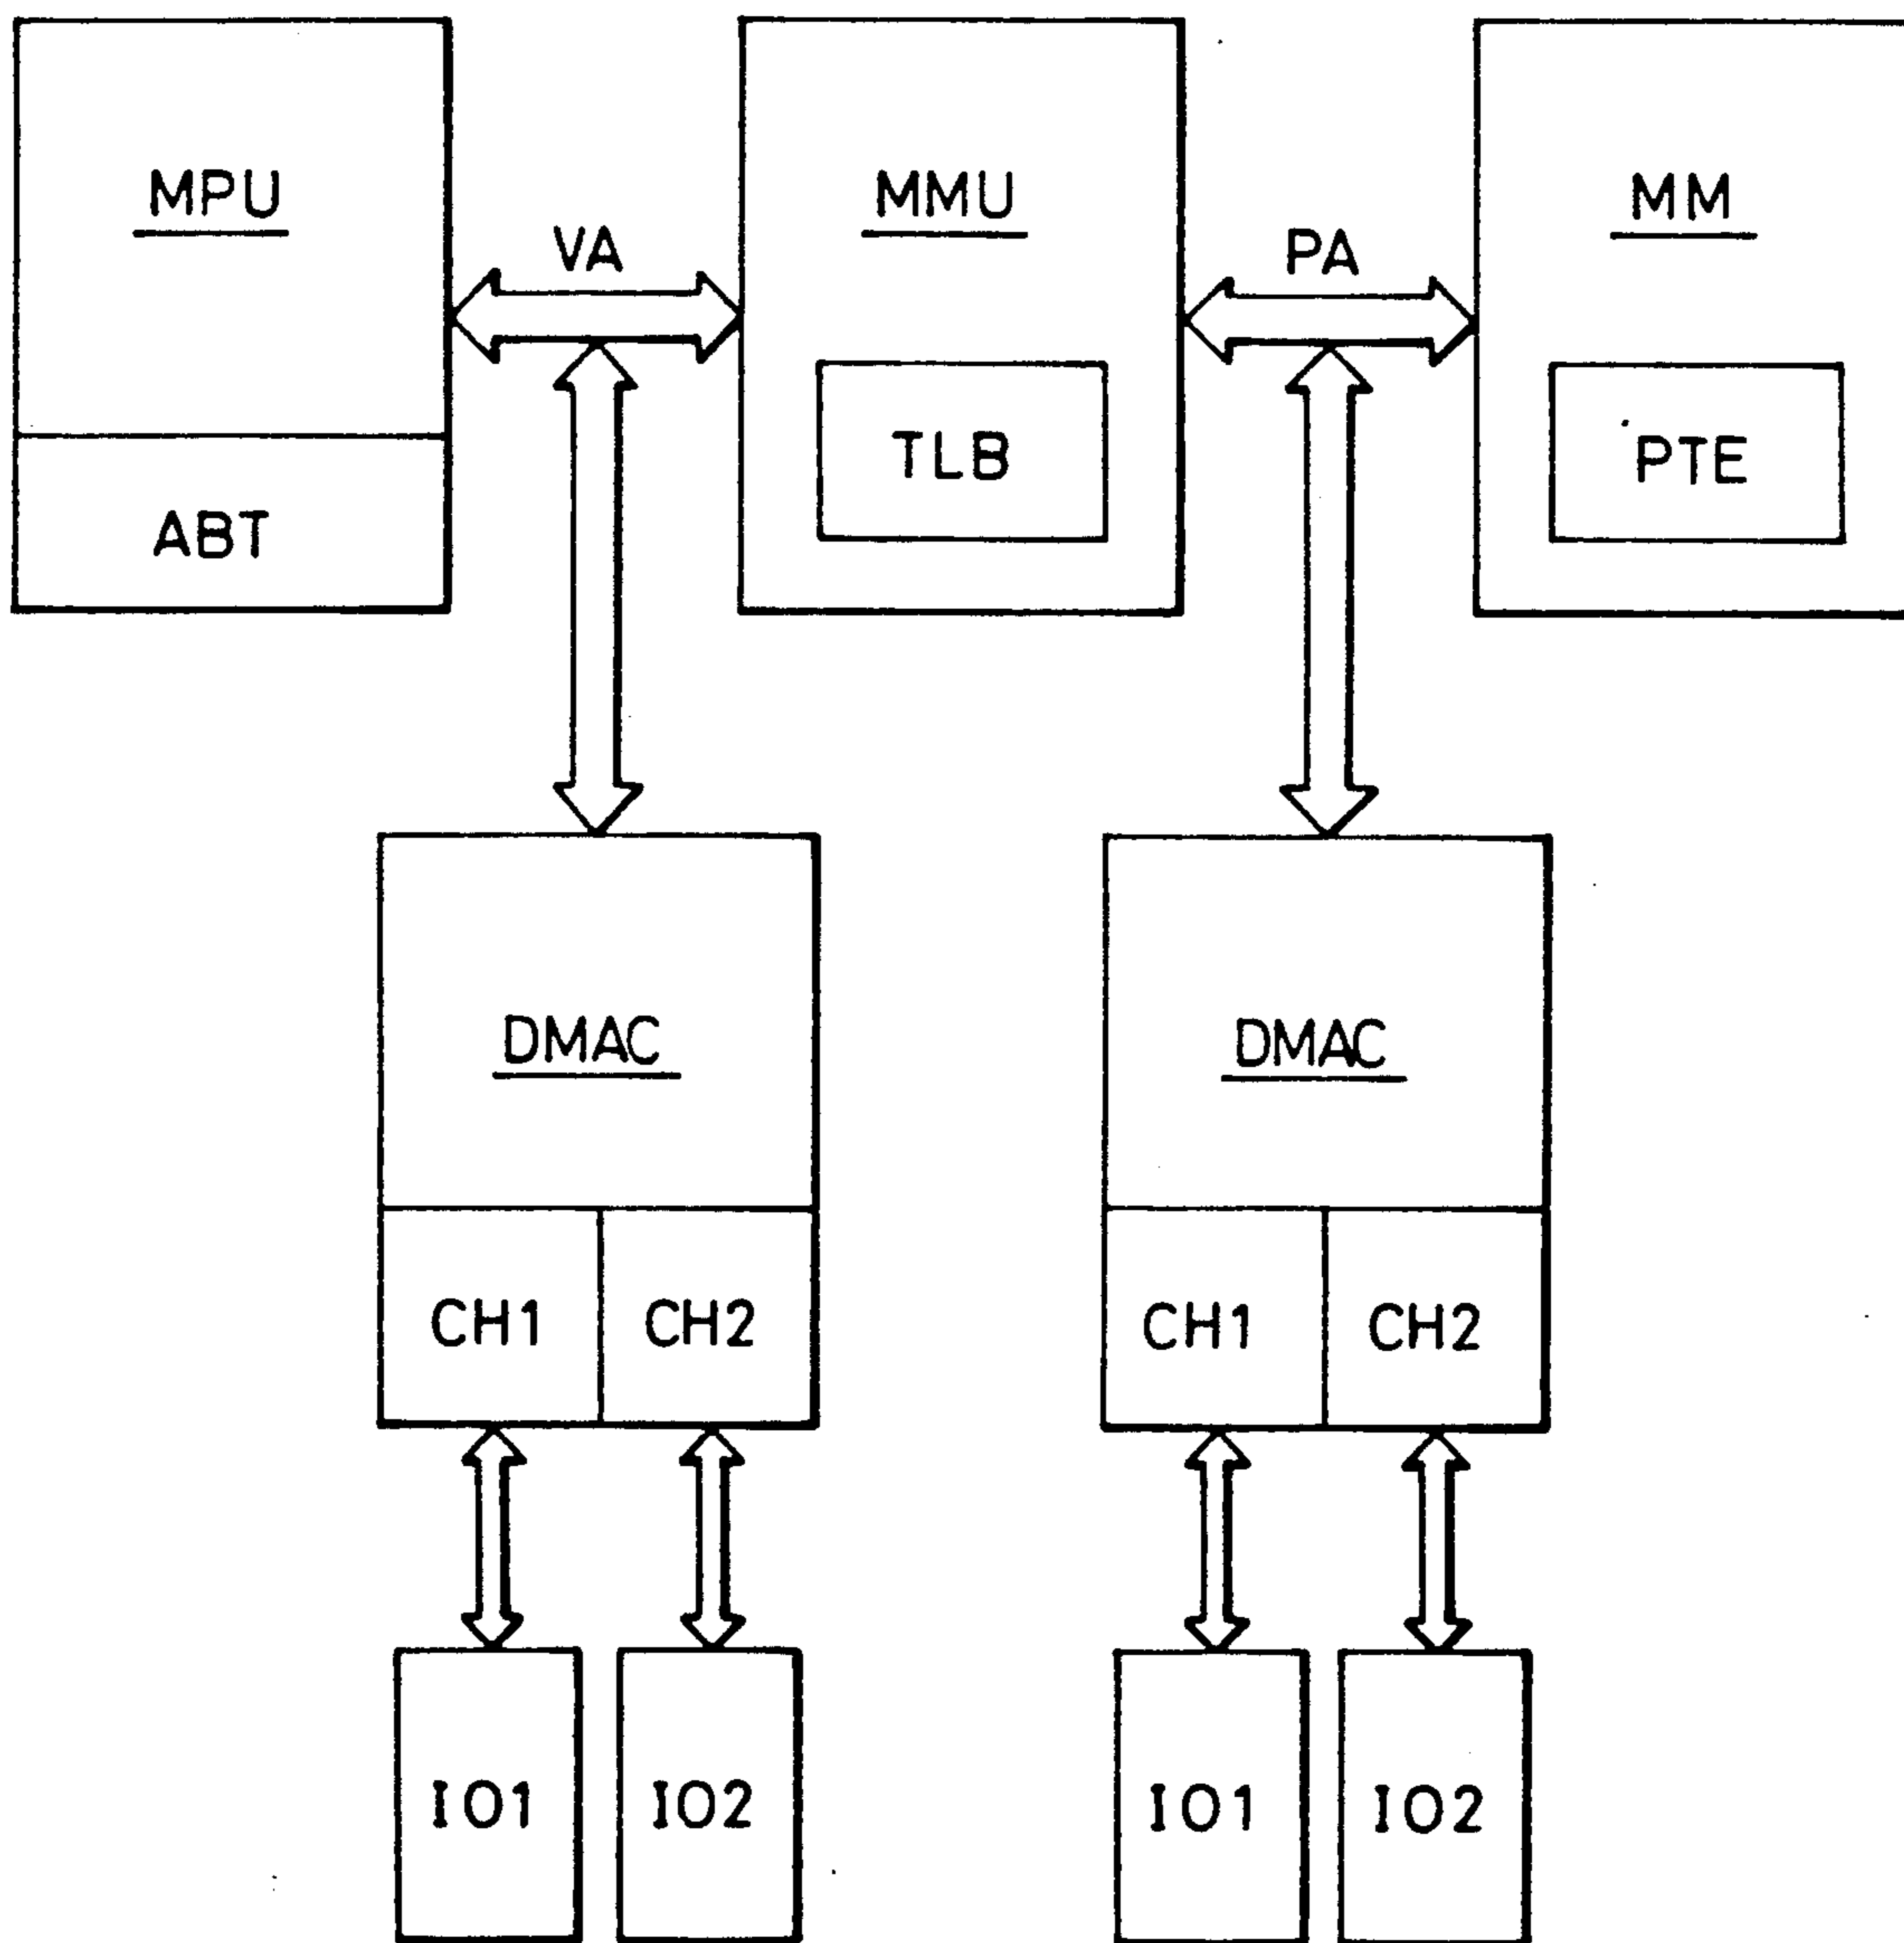 MPU
MMU
MM
VA
PA
TLB
PTE
ABT
DMAC
DMAC
CH1
CH2
CH1
CH2
IO1
IO2
IO1
IO2